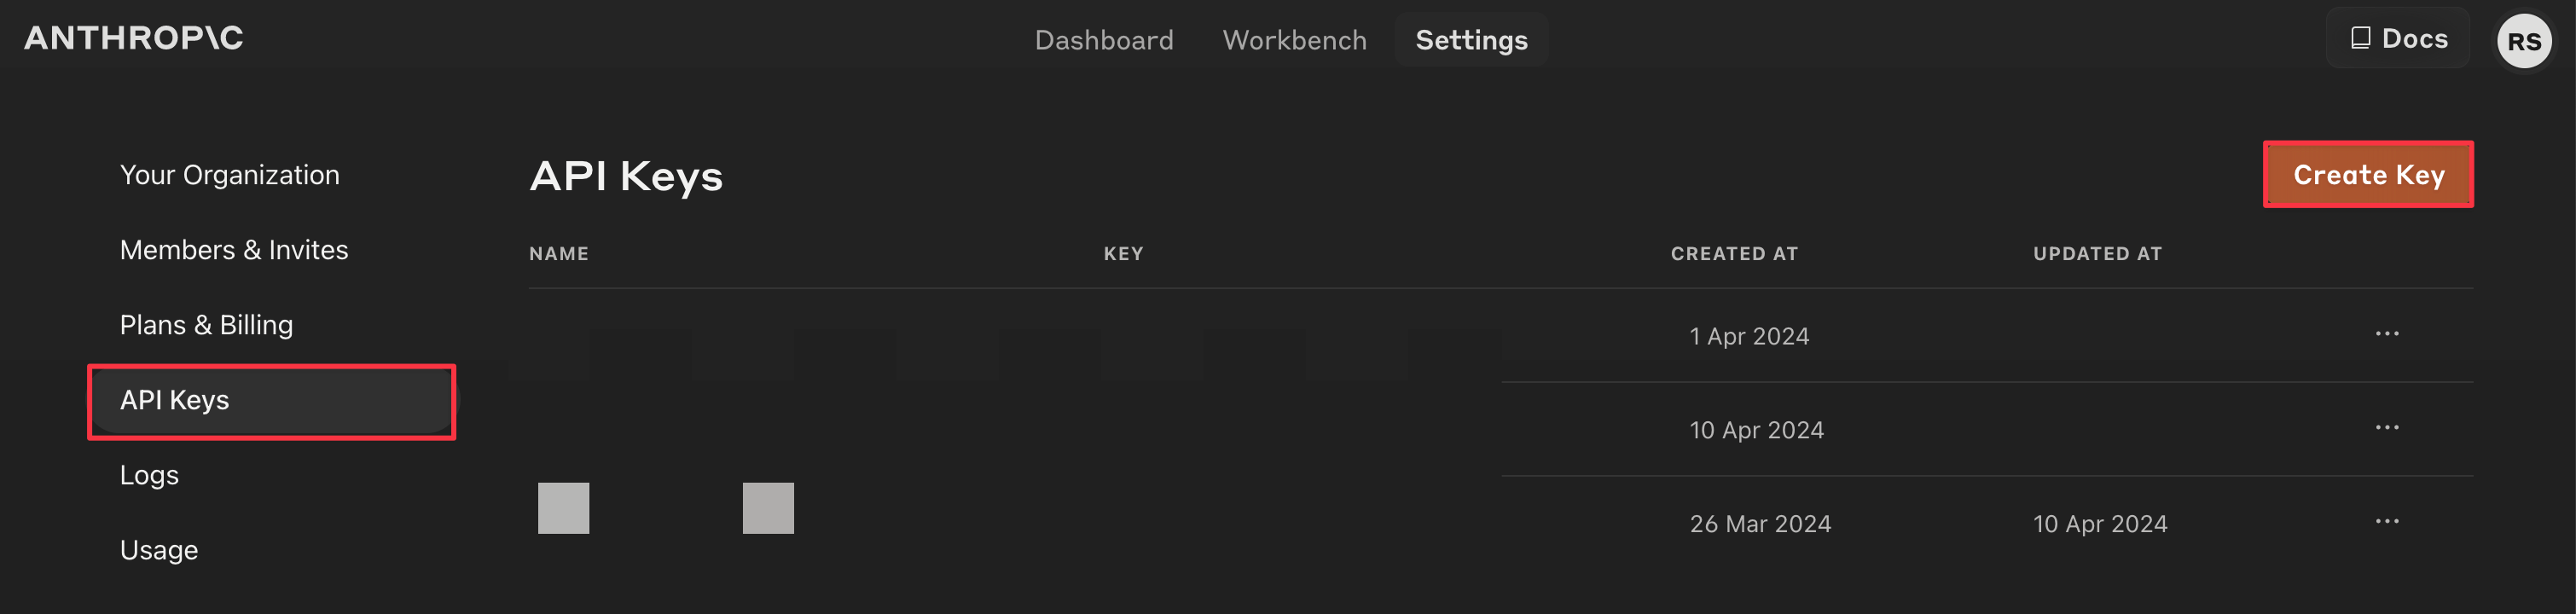 ANTHROP\C
Dashboard Workbench Settings
Docs RS
Your Organization
Members & Invites
Plans & Billing
API Keys
Logs
Usage
API Keys
Create Key
NAME KEY CREATED AT UPDATED AT
1 Apr 2024 ...
10 Apr 2024 ...
26 Mar 2024 10 Apr 2024 ...